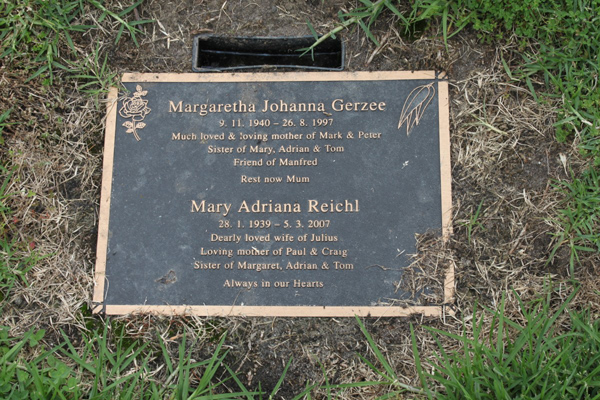 Margaretha Johanna Gerzee
9. 11. 1940 - 26. 8. 1997
Much loved & loving mother of Mark & Peter
Sister of Mary, Adrian & Tom
Friend of Manfred
Rest now Mum
Mary Adriana Reichl
28. 1. 1939 - 5. 3. 2007
Dearly loved wife of Julius
Loving mother of Paul & Craig
Sister of Margaret, Adrian & Tom
Always in our Hearts